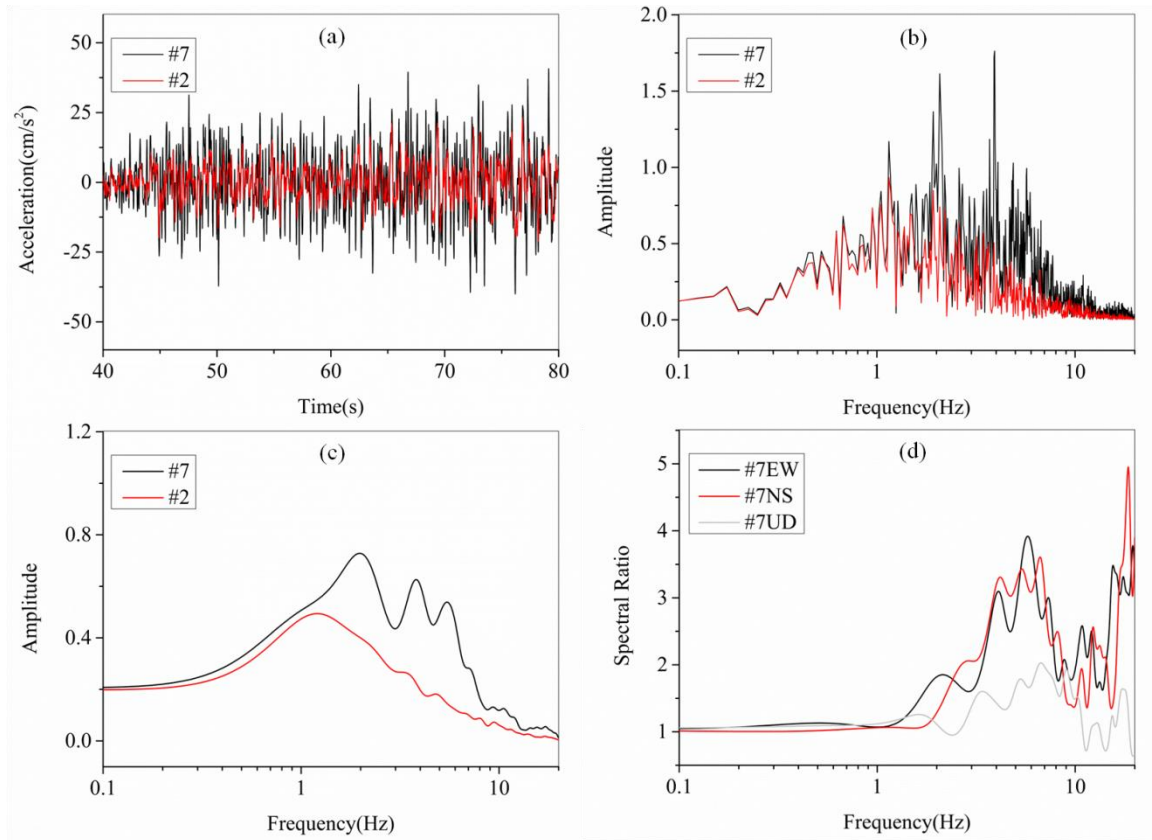 (a)
#7
#2
Acceleration(cm/s²)
50
25
0
-25
-50
40
50
60
70
80
Time(s)
(b)
#7
#2
Amplitude
2.0
1.5
1.0
0.5
0.0
0.1
1
10
Frequency(Hz)
(c)
#7
#2
Amplitude
1.2
0.8
0.4
0.0
0.1
1
10
Frequency(Hz)
(d)
#7EW
#7NS
#7UD
Spectral Ratio
5
4
3
2
1
0.1
1
10
Frequency(Hz)